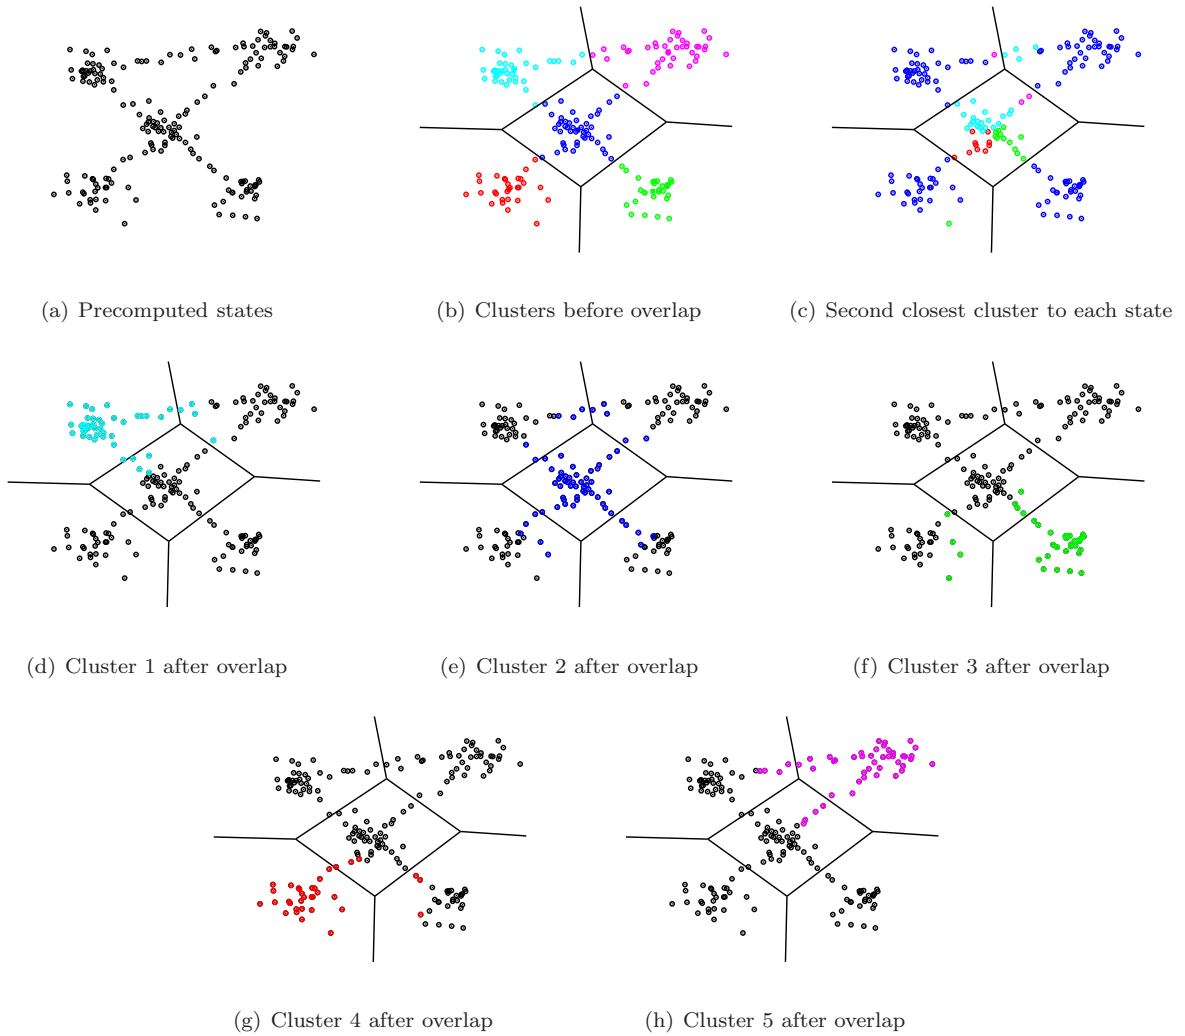 (a) Precomputed states
(b) Clusters before overlap
(c) Second closest cluster to each state
(d) Cluster 1 after overlap
(e) Cluster 2 after overlap
(f) Cluster 3 after overlap
(g) Cluster 4 after overlap
(h) Cluster 5 after overlap